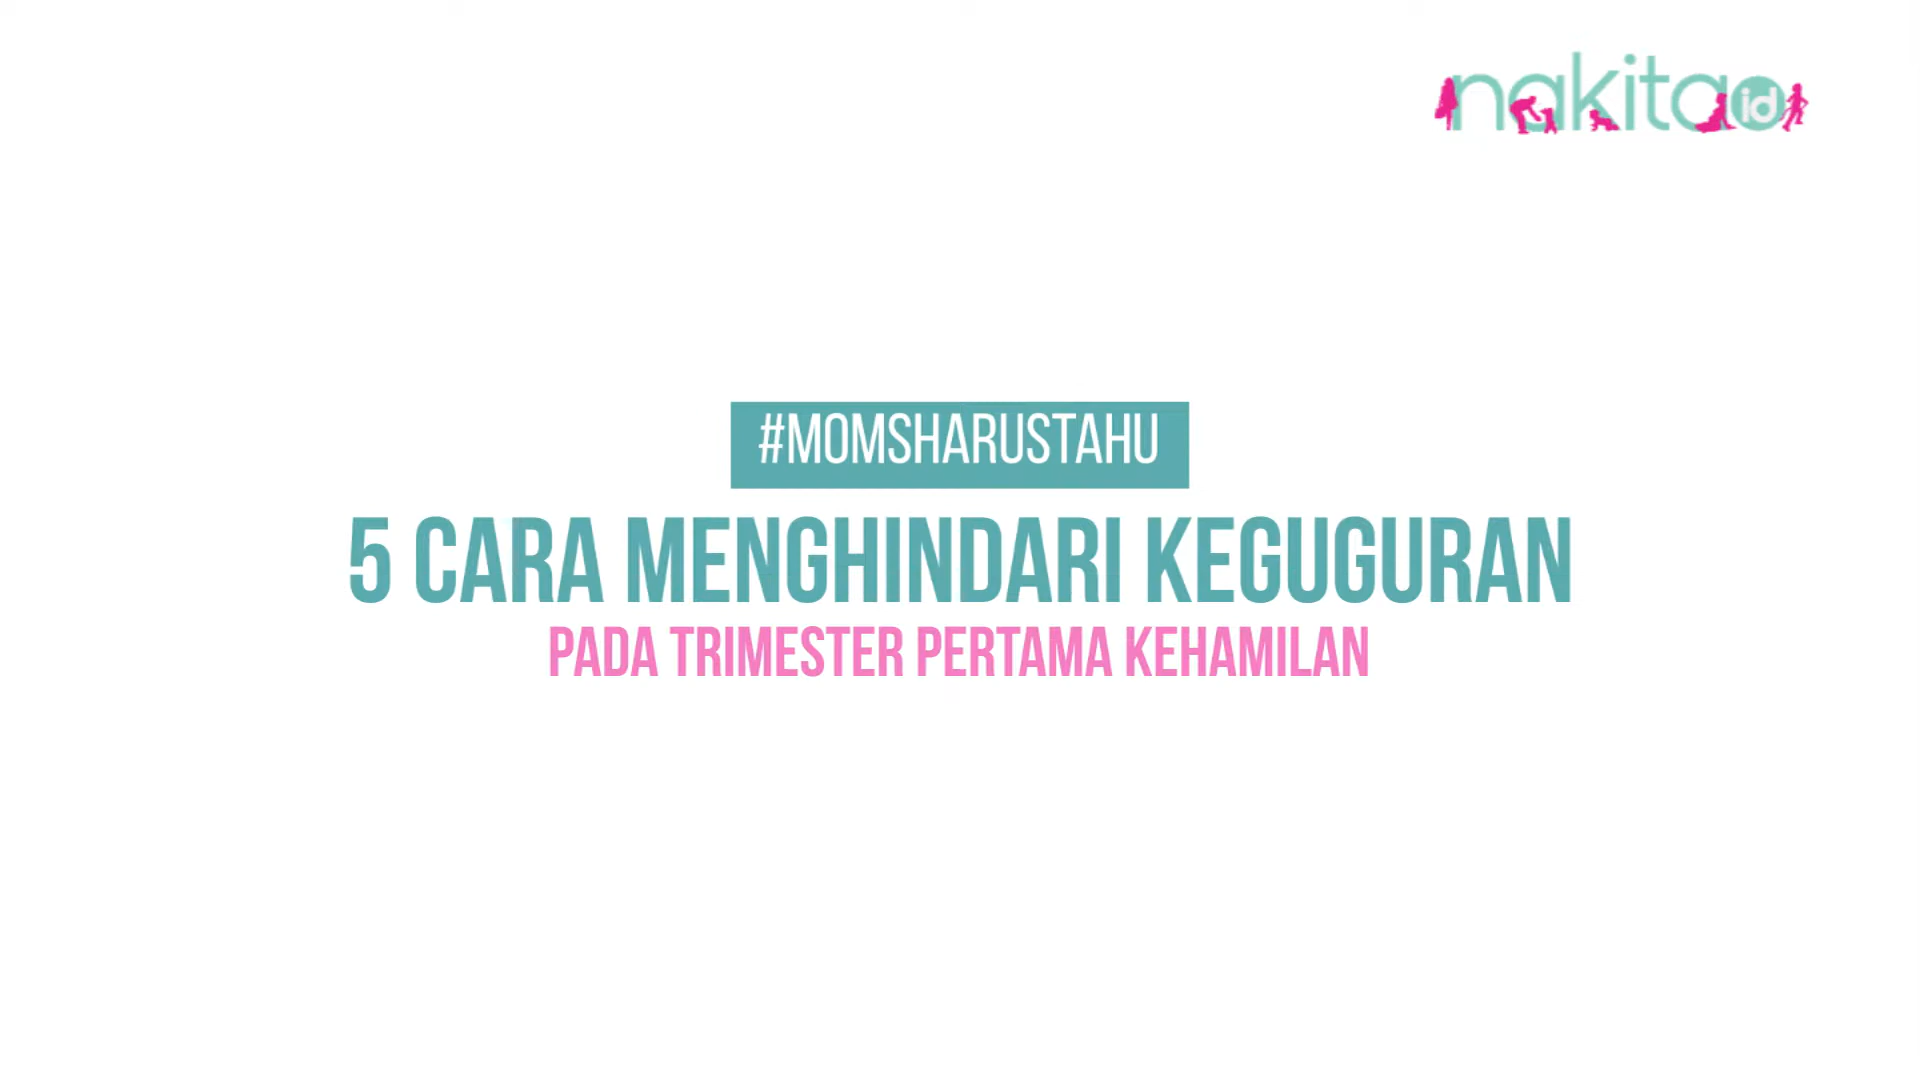 nakita id
#MOMSHARUSTAHU
5 CARA MENGHINDARI KEGUGURAN
PADA TRIMESTER PERTAMA KEHAMILAN